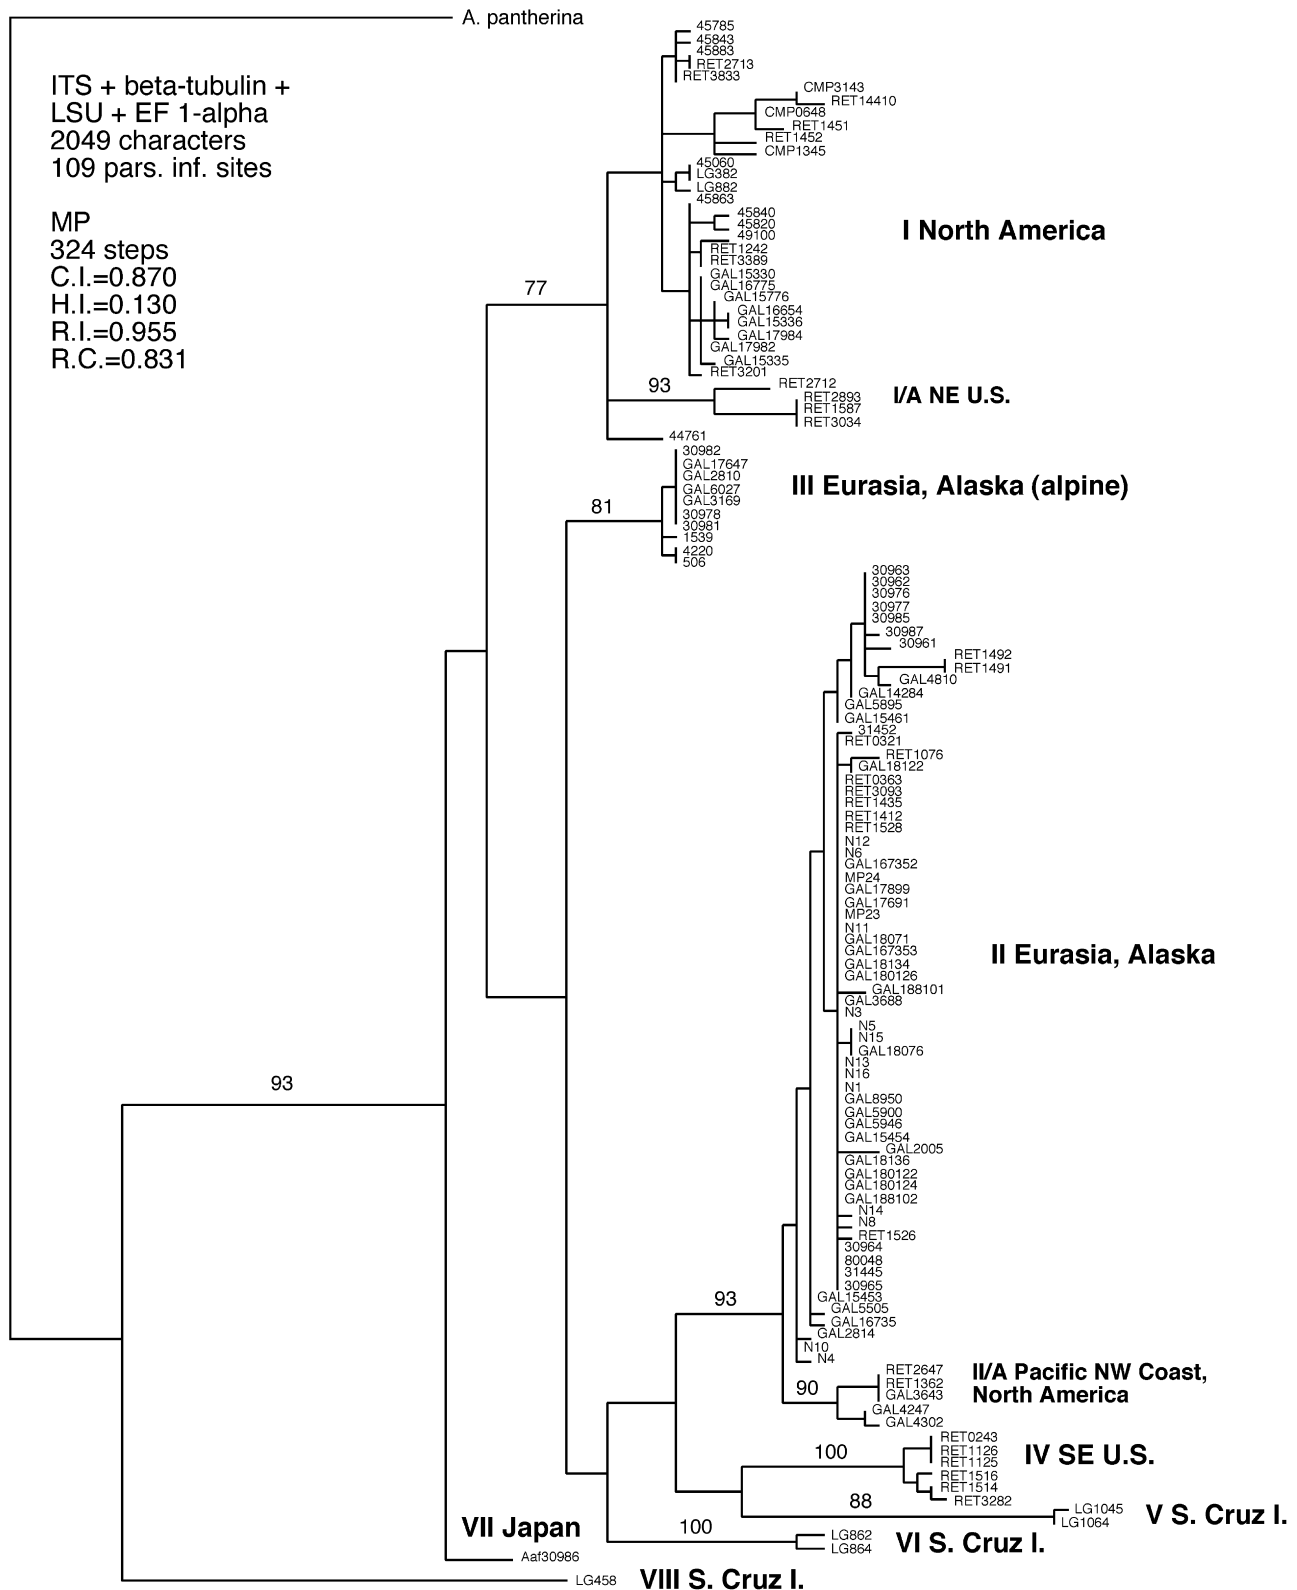 A. pantherina
ITS + beta-tubulin +
LSU + EF 1-alpha
2049 characters
109 pars. inf. sites
MP
324 steps
C.I.=0.870
H.I.=0.130
R.I.=0.955
R.C.=0.831
45785
45843
45883
RET2713
RET3833
CMP3143
RET14410
CMP0648
RET1451
RET1452
CMP1345
45060
LG382
LG882
45863
45840
45820
49100
RET1242
RET3389
GAL15330
GAL16775
GAL15776
GAL16654
GAL15336
GAL17984
GAL17982
GAL15335
RET3201
I North America
77
93
RET2712
RET2893
RET1587
RET3034
I/A NE U.S.
44761
30982
GAL17647
GAL2810
GAL6027
GAL3169
30978
30981
1539
4220
506
81
III Eurasia, Alaska (alpine)
30963
30962
30976
30977
30985
30987
30961
RET1492
RET1491
GAL4810
GAL14284
GAL5895
GAL15461
31452
RET0321
RET1076
GAL18122
RET0363
RET3093
RET1435
RET1412
RET1528
N12
N6
GAL167352
MP24
GAL17899
GAL17691
MP23
N11
GAL18071
GAL167353
GAL18134
GAL180126
GAL188101
GAL3688
N3
N5
N15
GAL18076
N13
N16
N1
GAL8950
GAL5900
GAL5946
GAL15454
GAL2005
GAL18136
GAL180122
GAL180124
GAL188102
N14
N8
RET1526
30964
80048
31445
30965
GAL15453
GAL5505
GAL16735
GAL2814
N10
N4
II Eurasia, Alaska
93
93
90
RET2647
RET1362
GAL3643
GAL4247
GAL4302
II/A Pacific NW Coast,
North America
100
RET0243
RET1126
RET1125
RET1516
RET1514
RET3282
IV SE U.S.
88
LG1045
LG1064
V S. Cruz I.
100
LG862
LG864
VI S. Cruz I.
VII Japan
Aaf30986
LG458
VIII S. Cruz I.